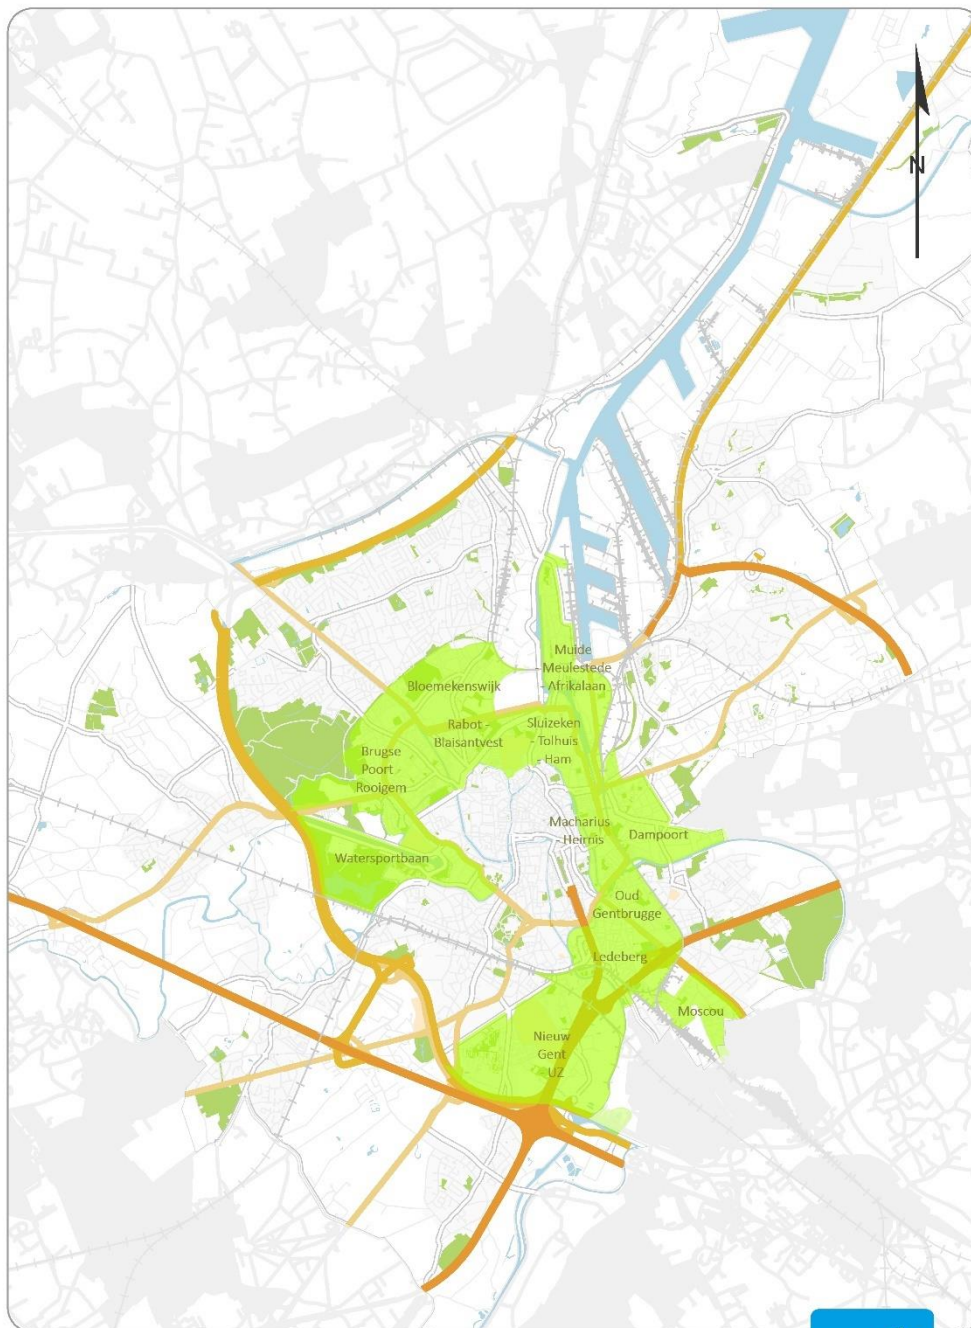 N
Muide
- Meulestede
- Afrikalaan
Bloemekenswijk
Rabot -
Blaisantvest
Sluizeken
- Tolhuis
- Ham
Brugse
Poort -
Rooigem
Macharius
- Heirnis
Dampoort
Watersportbaan
Oud
Gentbrugge
Ledeberg
Moscou
Nieuw
Gent
UZ